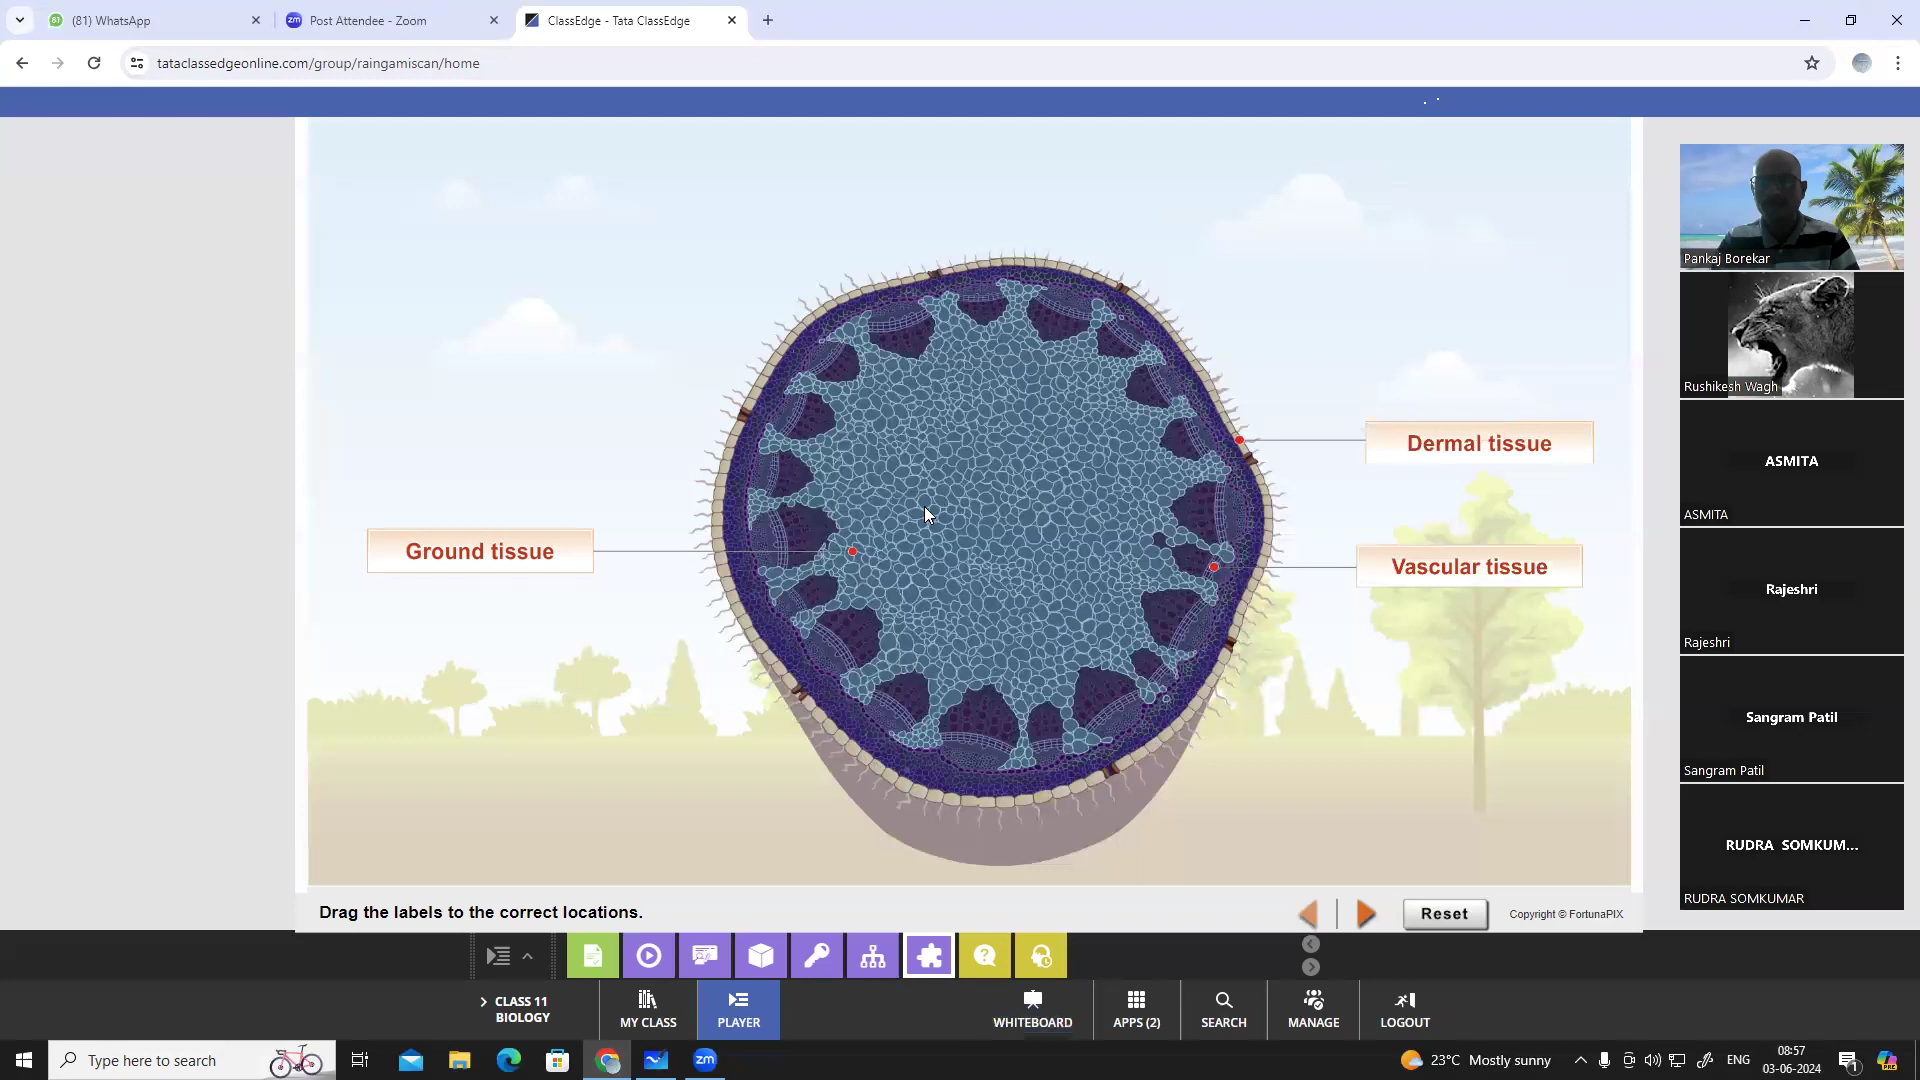 (81) WhatsApp
zm Post Attendee - Zoom
ClassEdge - Tata ClassEdge
tataclassedgeonline.com/group/raingamiscan/home
Pankaj Borekar
Rushikesh Wagh
Dermal tissue
ASMITA
ASMITA
Ground tissue
Vascular tissue
Rajeshri
Rajeshri
Sangram Patil
Sangram Patil
RUDRA SOMKUM...
RUDRA SOMKUMAR
Drag the labels to the correct locations.
Reset
Copyright © FortunaPIX
CLASS 11
BIOLOGY
MY CLASS
PLAYER
WHITEBOARD
APPS (2)
SEARCH
MANAGE
LOGOUT
Type here to search
zm
23°C Mostly sunny
ENG
08:57
03-06-2024
1